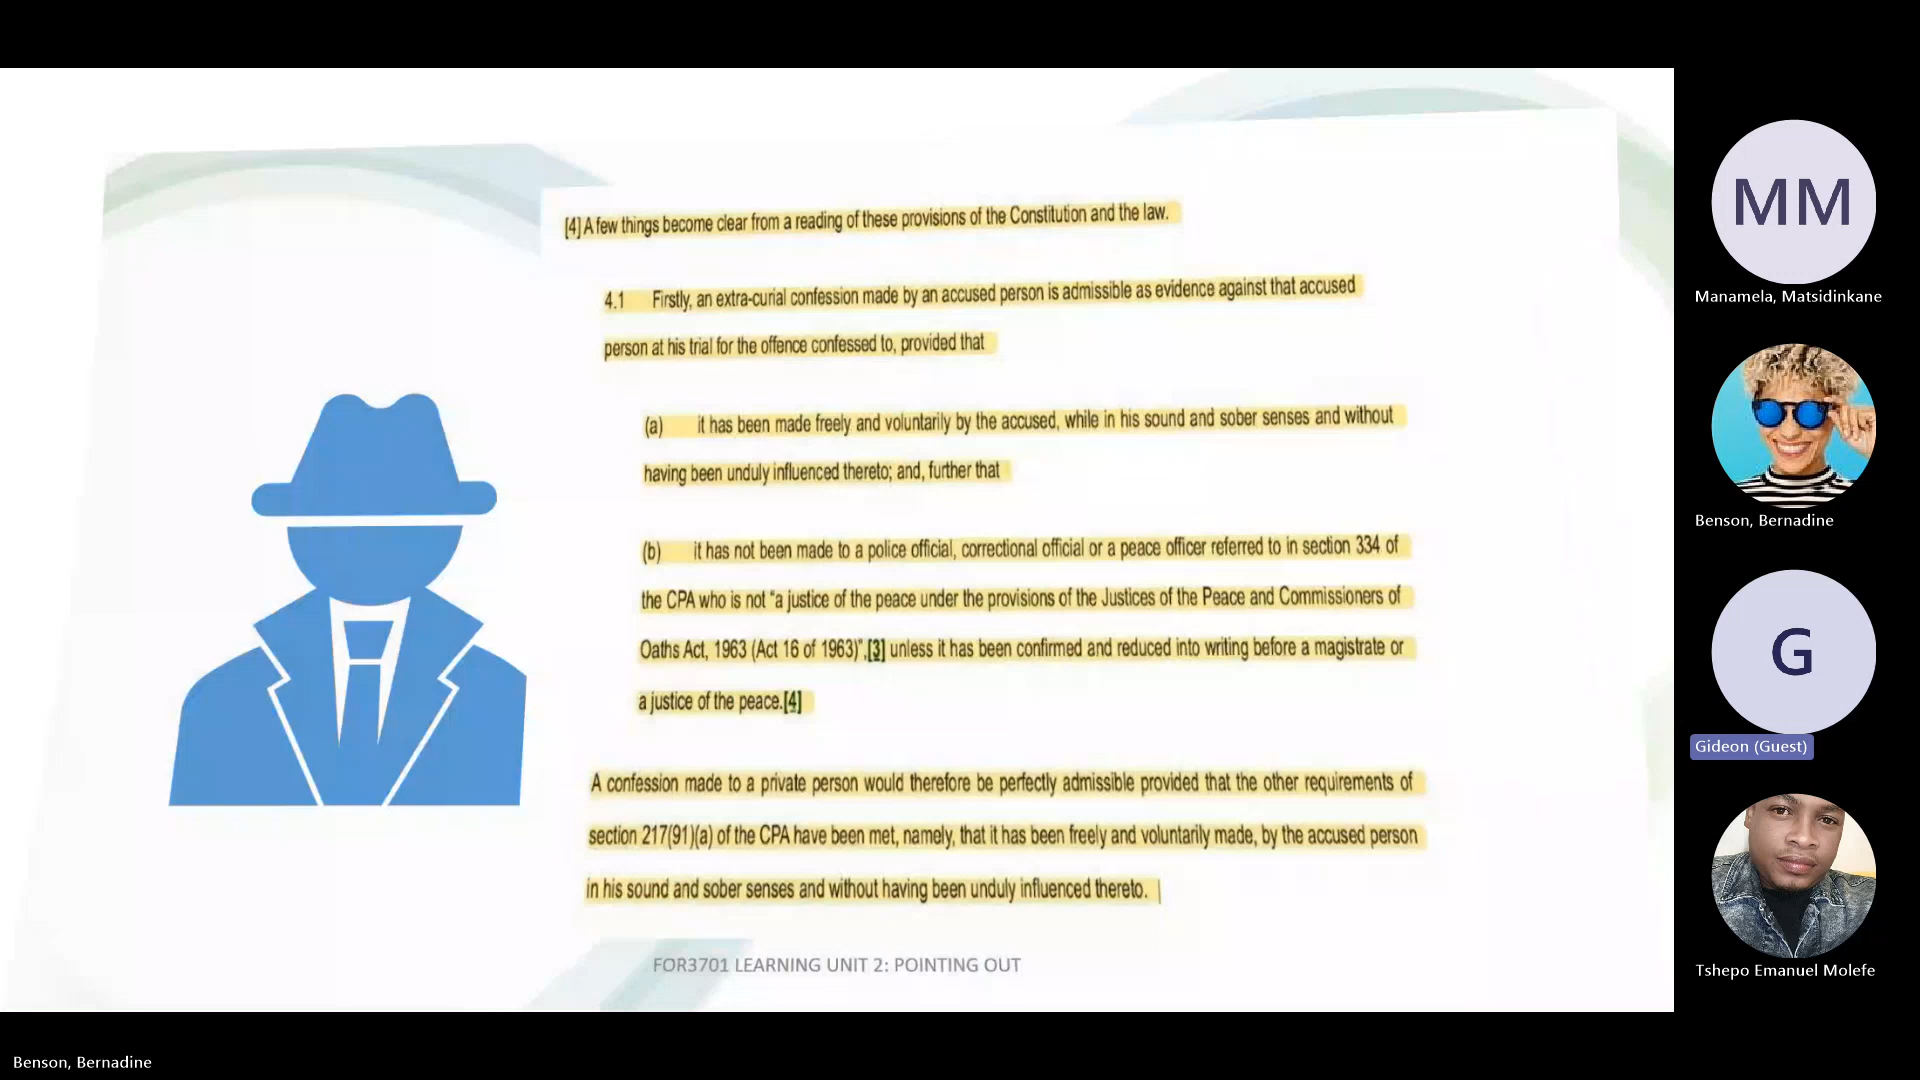 [4] A few things become clear from a reading of these provisions of the Constitution and the law.
4.1 Firstly, an extra-curial confession made by an accused person is admissible as evidence against that accused
person at his trial for the offence confessed to, provided that
(a) it has been made freely and voluntarily by the accused, while in his sound and sober senses and without
having been unduly influenced thereto; and, further that
(b) it has not been made to a police official, correctional official or a peace officer referred to in section 334 of
the CPA who is not “a justice of the peace under the provisions of the Justices of the Peace and Commissioners of
Oaths Act, 1963 (Act 16 of 1963)”,[3] unless it has been confirmed and reduced into writing before a magistrate or
a justice of the peace.[4]
A confession made to a private person would therefore be perfectly admissible provided that the other requirements of
section 217(91)(a) of the CPA have been met, namely, that it has been freely and voluntarily made, by the accused person
in his sound and sober senses and without having been unduly influenced thereto.
FOR3701 LEARNING UNIT 2: POINTING OUT
MM
Manamela, Matsidinkane
Benson, Bernadine
G
Gideon (Guest)
Tshepo Emanuel Molefe
Benson, Bernadine